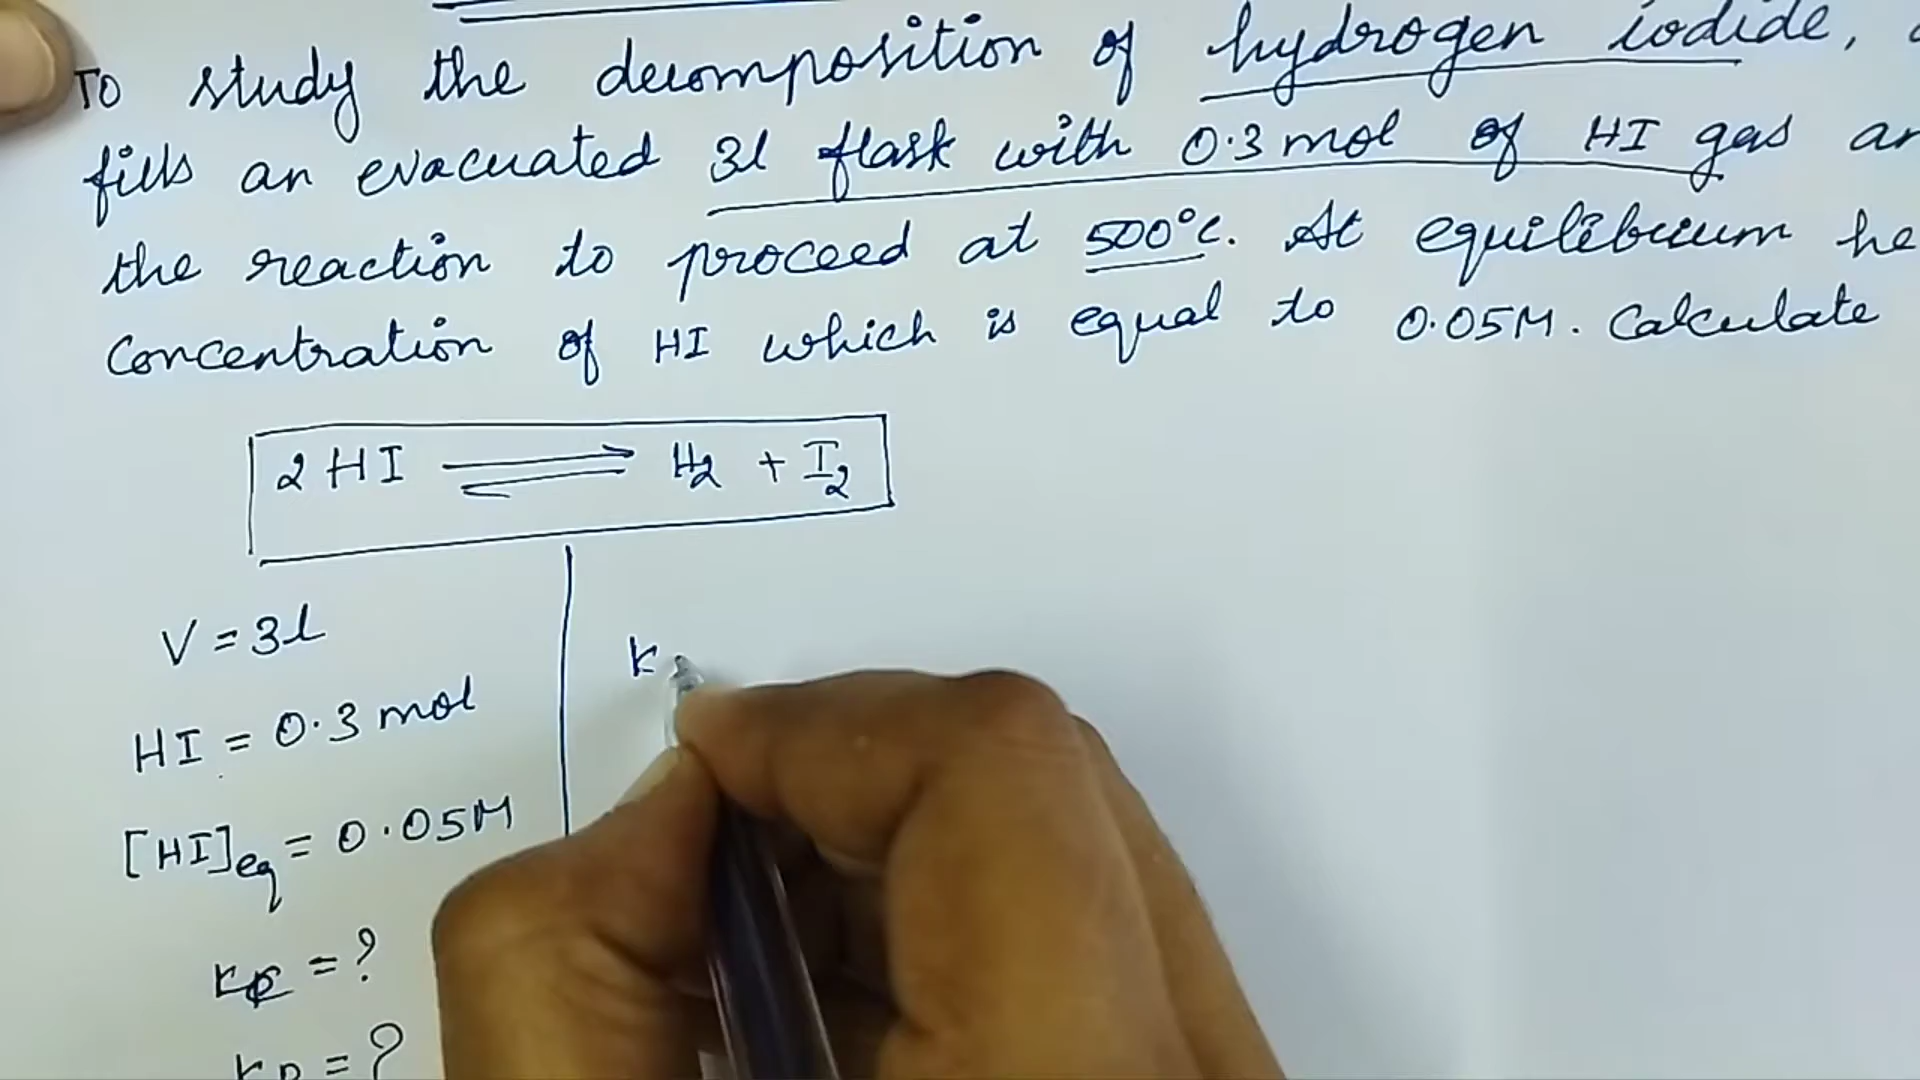 To study the decomposition of hydrogen iodide,
fills an evacuated 3l flask with 0.3 mol of HI gas
the reaction to proceed at 500°C. At equilibrium he
concentration of HI which is equal to 0.05M. Calculate
2HI ⇌ H₂ + I₂
V = 3l
HI = 0.3 mol
[HI]eq = 0.05M
Kc = ?
Kp = ?
K